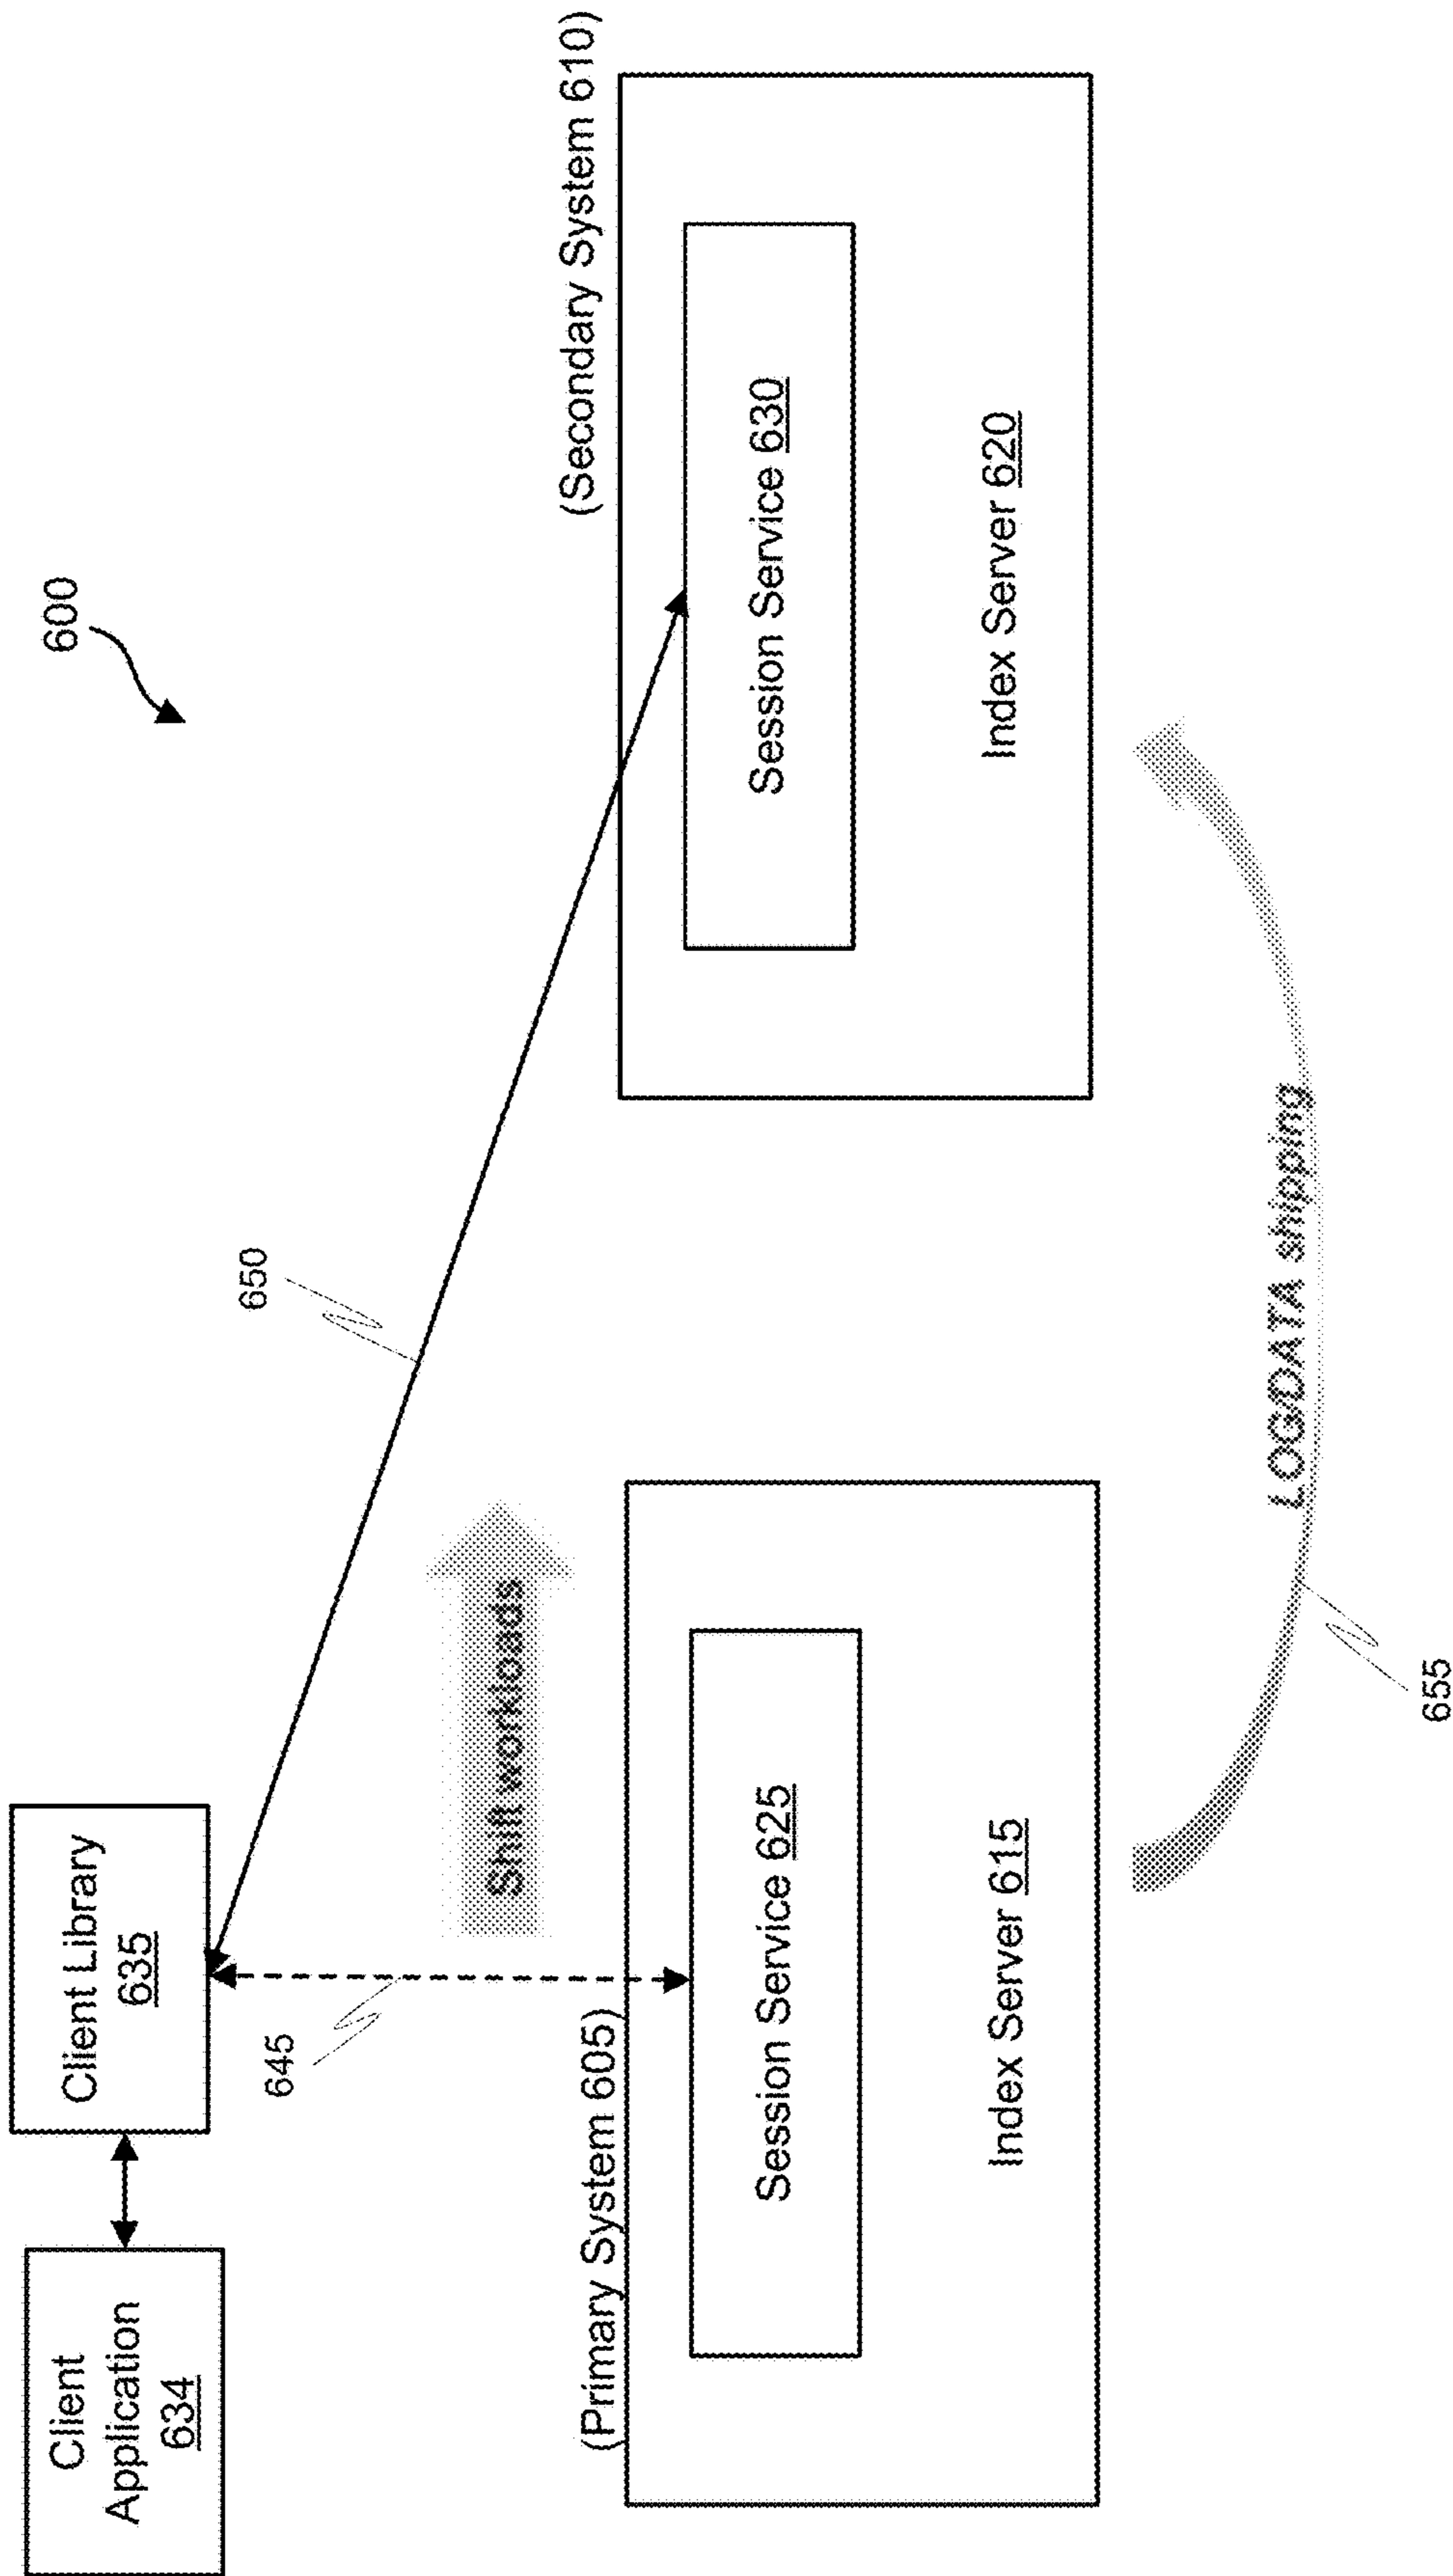 600
Client
Application
634
Client Library
635
645
650
Shift workloads
(Primary System 605)
Session Service 625
Index Server 615
(Secondary System 610)
Session Service 630
Index Server 620
LOG/DATA shipping
655